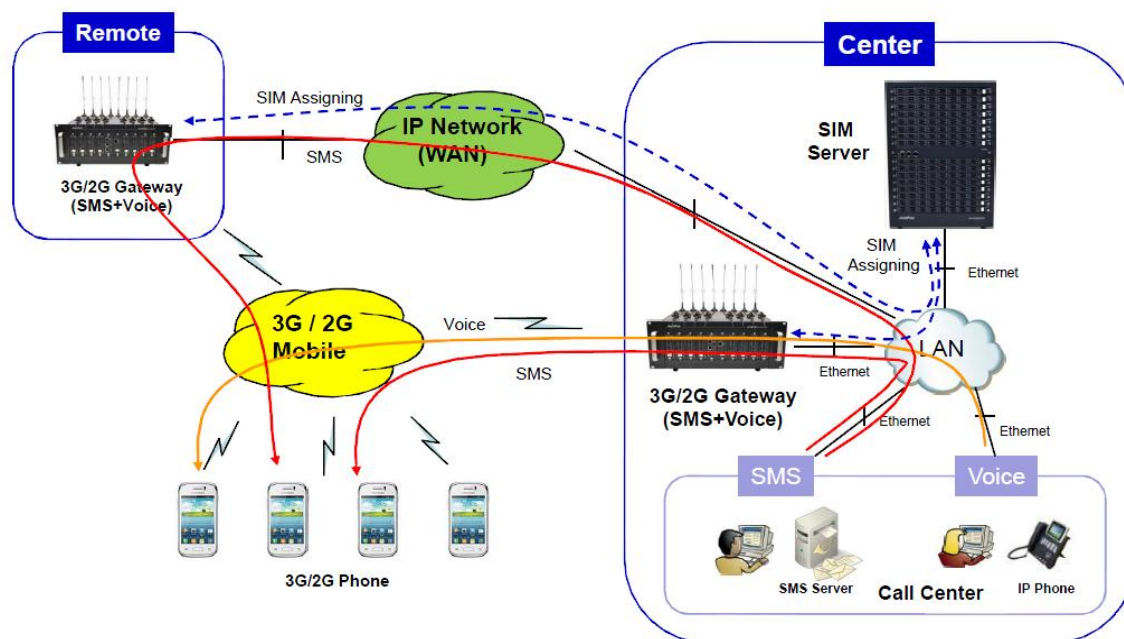 Remote
Center
SIM Assigning
IP Network
(WAN)
SIM
Server
SMS
3G/2G Gateway
(SMS+Voice)
SIM
Assigning
Ethernet
3G / 2G
Mobile
Voice
LAN
SMS
Ethernet
3G/2G Gateway
(SMS+Voice)
Ethernet
Ethernet
SMS
Voice
3G/2G Phone
SMS Server
Call Center
IP Phone